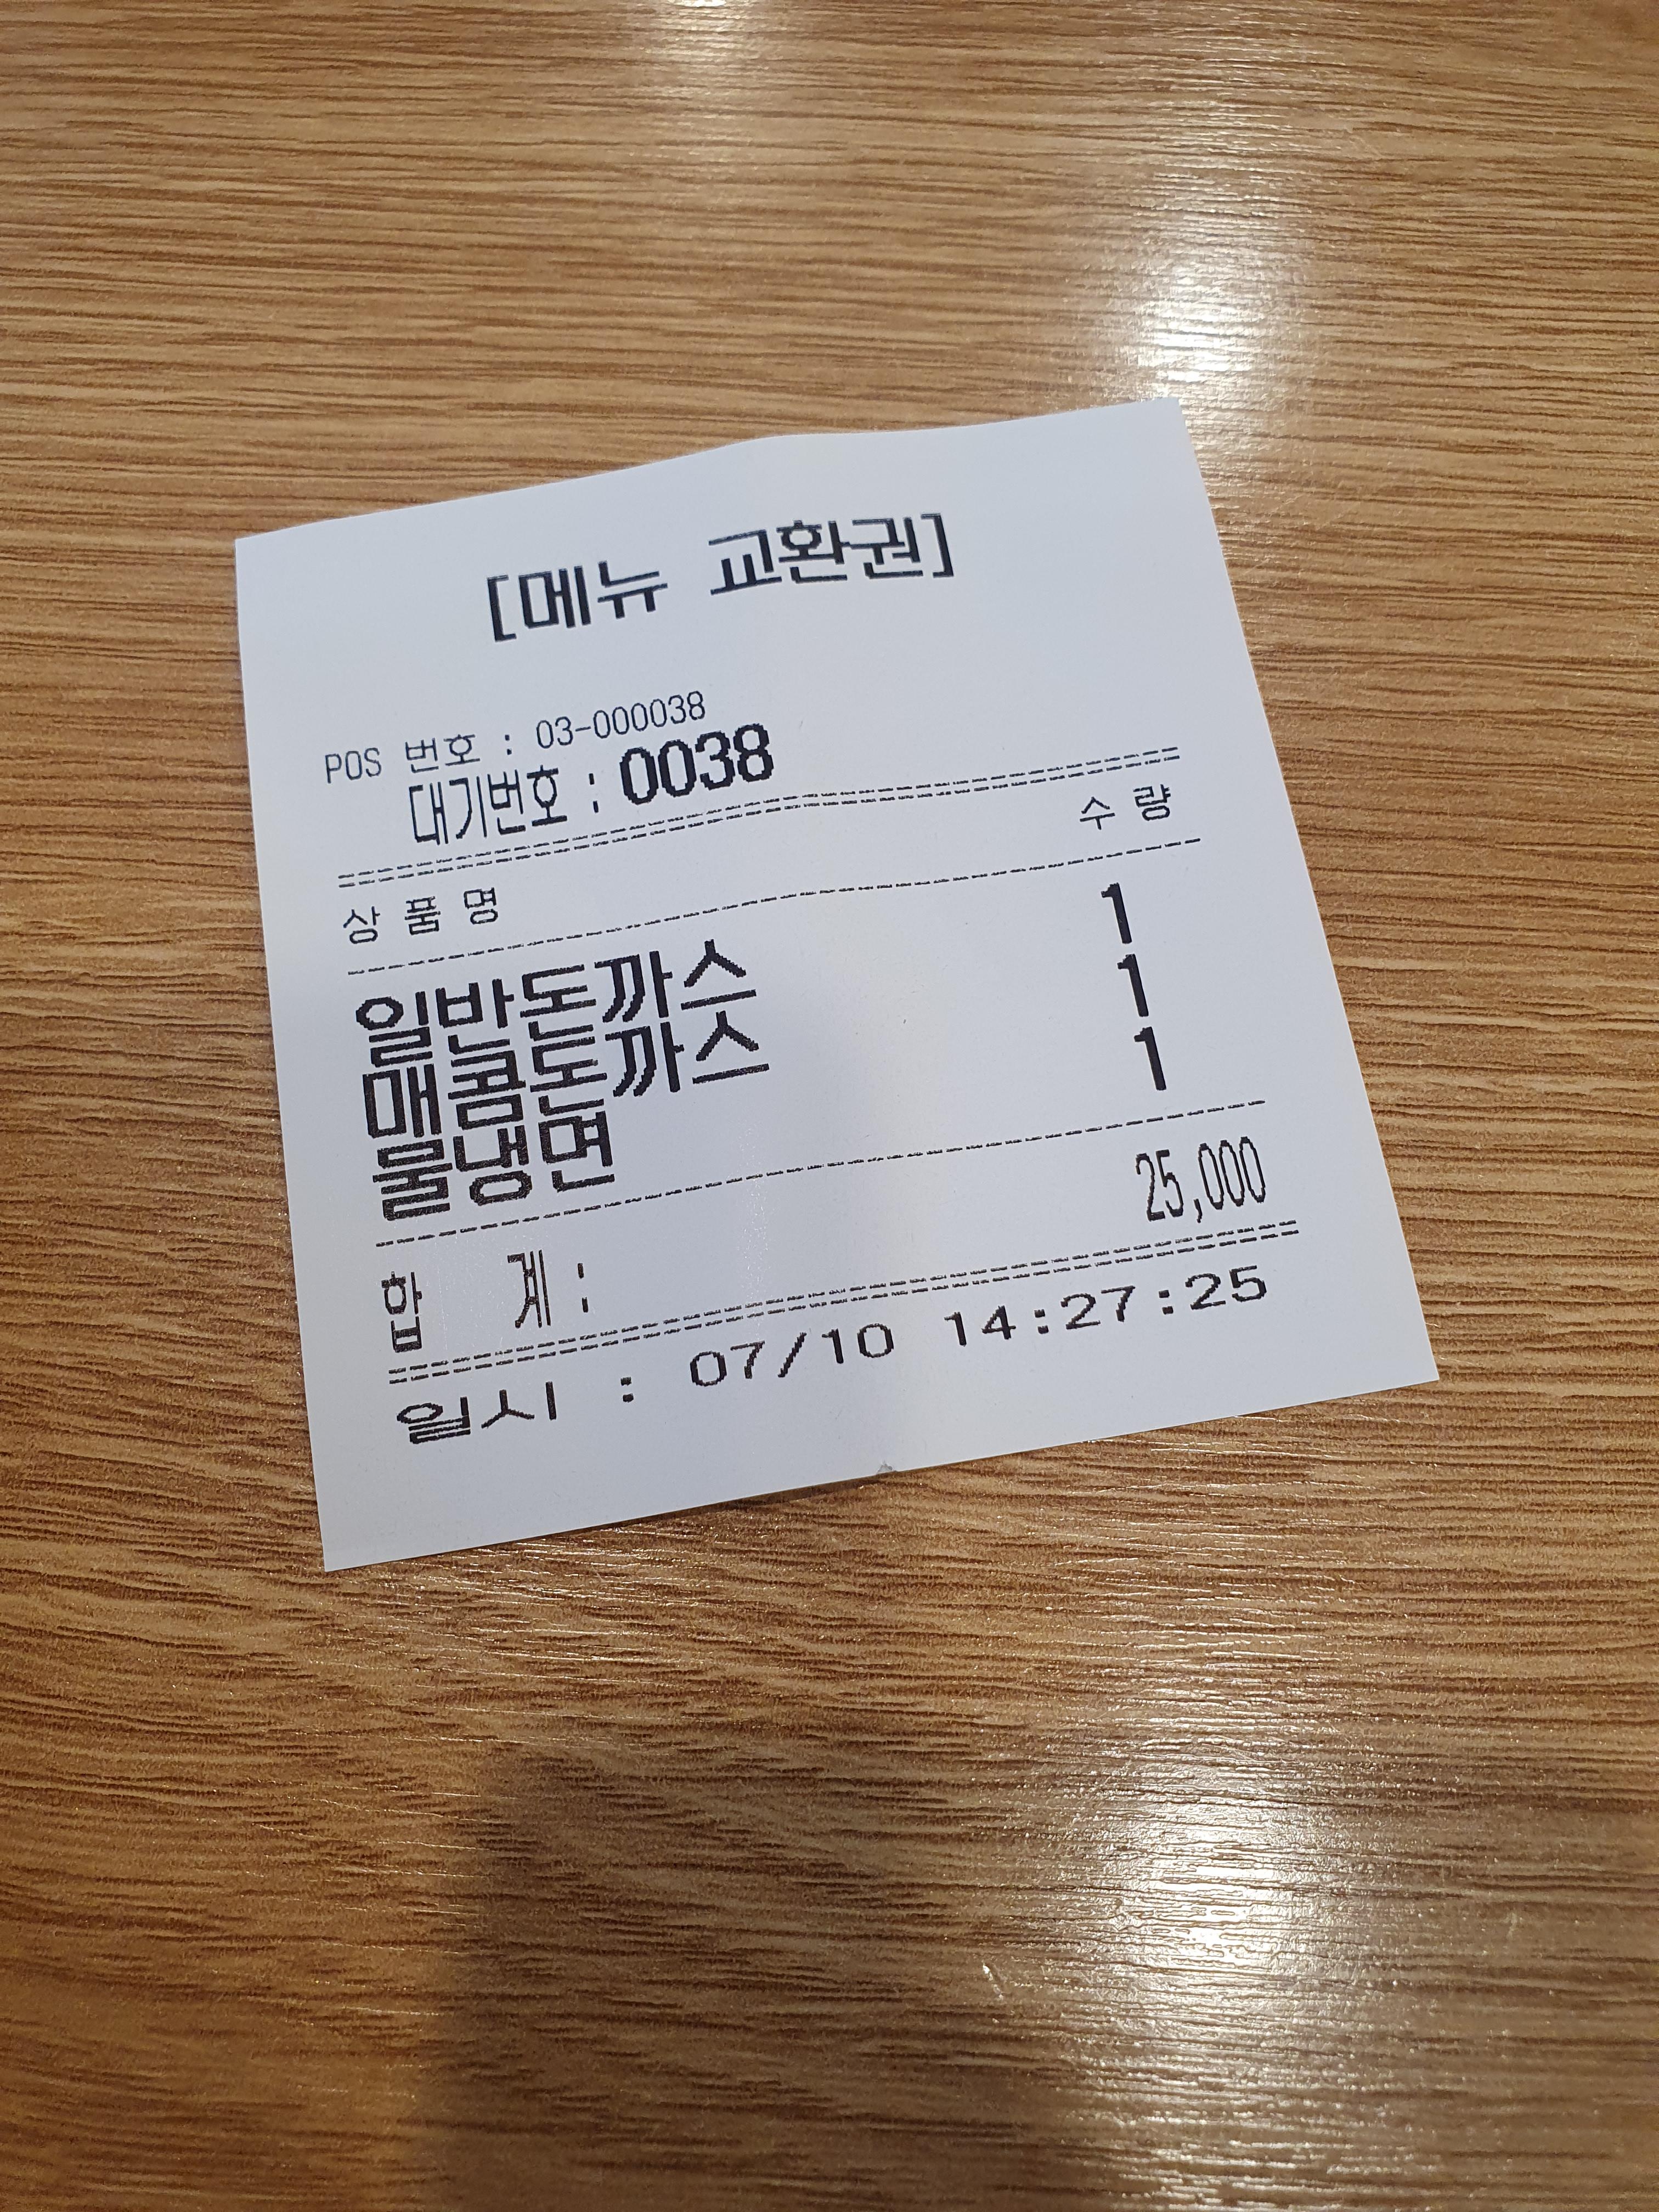 [메뉴 교환권]
POS 번호 : 03-000038
대기번호 : 0038
상 품 명 수 량
일반돈까스 1
매콤돈까스 1
물냉면 1
합 계 : 25,000
일시 : 07/10 14:27:25